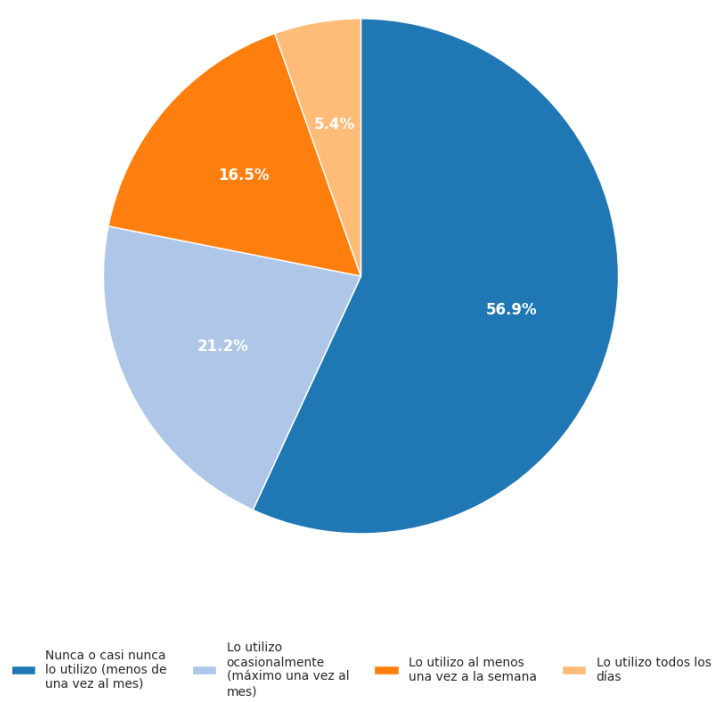 5.4%
16.5%
56.9%
21.2%
Nunca o casi nunca
lo utilizo (menos de
una vez al mes)
Lo utilizo
ocasionalmente
(máximo una vez al
mes)
Lo utilizo al menos
una vez a la semana
Lo utilizo todos los
días